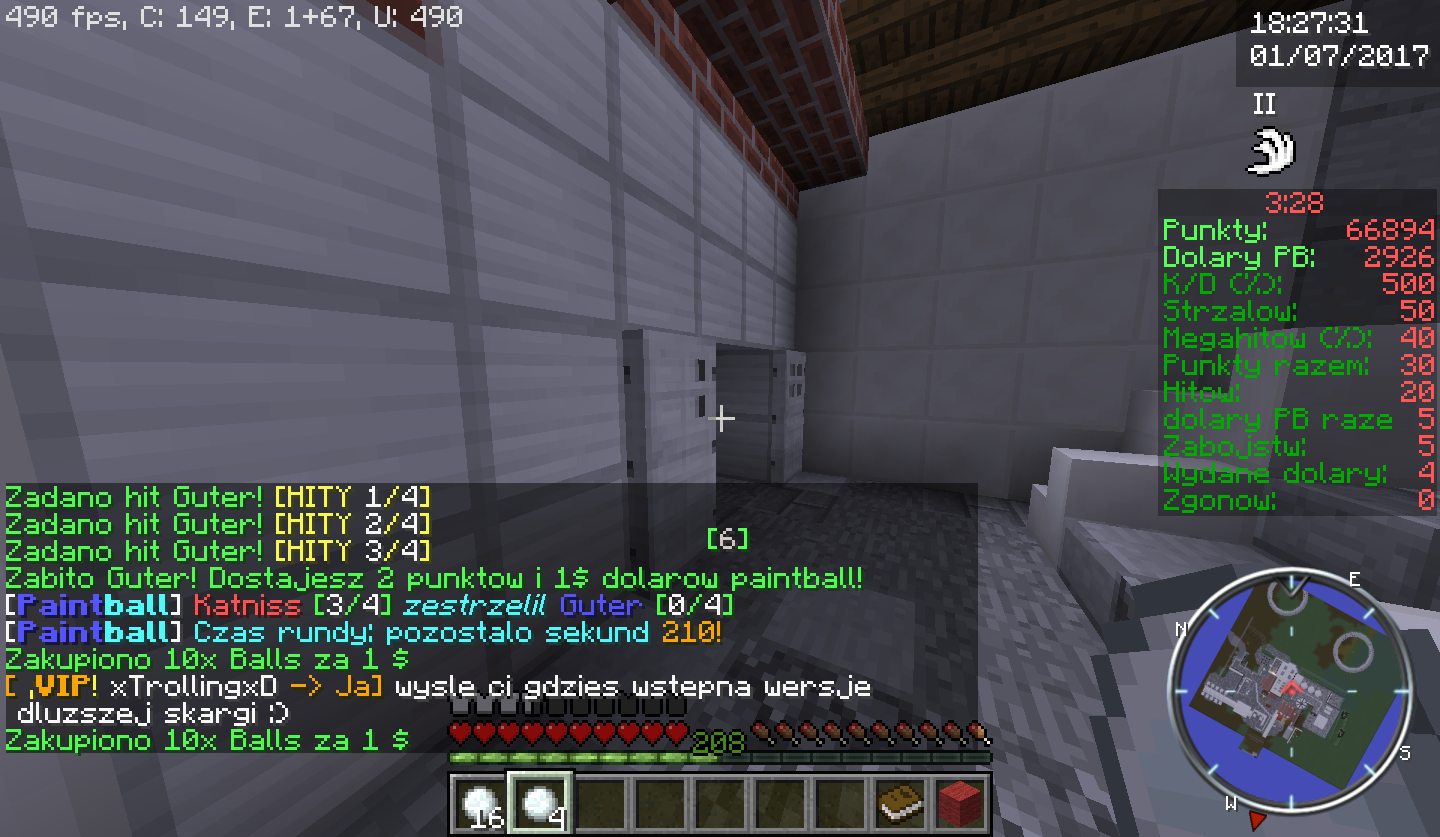 490 fps, C: 149, E: 1+67, U: 490
18:27:31
01/07/2017
II
3:28
Punkty: 66894
Dolary PB: 2926
K/D (%): 500
Strzalow: 50
Megahitow (%): 40
Punkty razem: 30
Hitow: 20
dolary PB raze 5
Zabojstw: 5
Wydane dolary: 4
Zgonow: 0
Zadano hit Guter! [HITY 1/4]
Zadano hit Guter! [HITY 2/4]
Zadano hit Guter! [HITY 3/4]
[6]
Zabito Guter! Dostajesz 2 punktow i 1$ dolarow paintball!
[Paintball] Katniss [3/4] zestrzelil Guter [0/4]
[Paintball] Czas rundy: pozostalo sekund 210!
Zakupiono 10x Balls za 1 $
[ ,VIP! xTrollingxD -> Ja] wysle ci gdzies wstepna wersje
dluzszej skargi :)
Zakupiono 10x Balls za 1 $
208
16
4
N
E
S
W